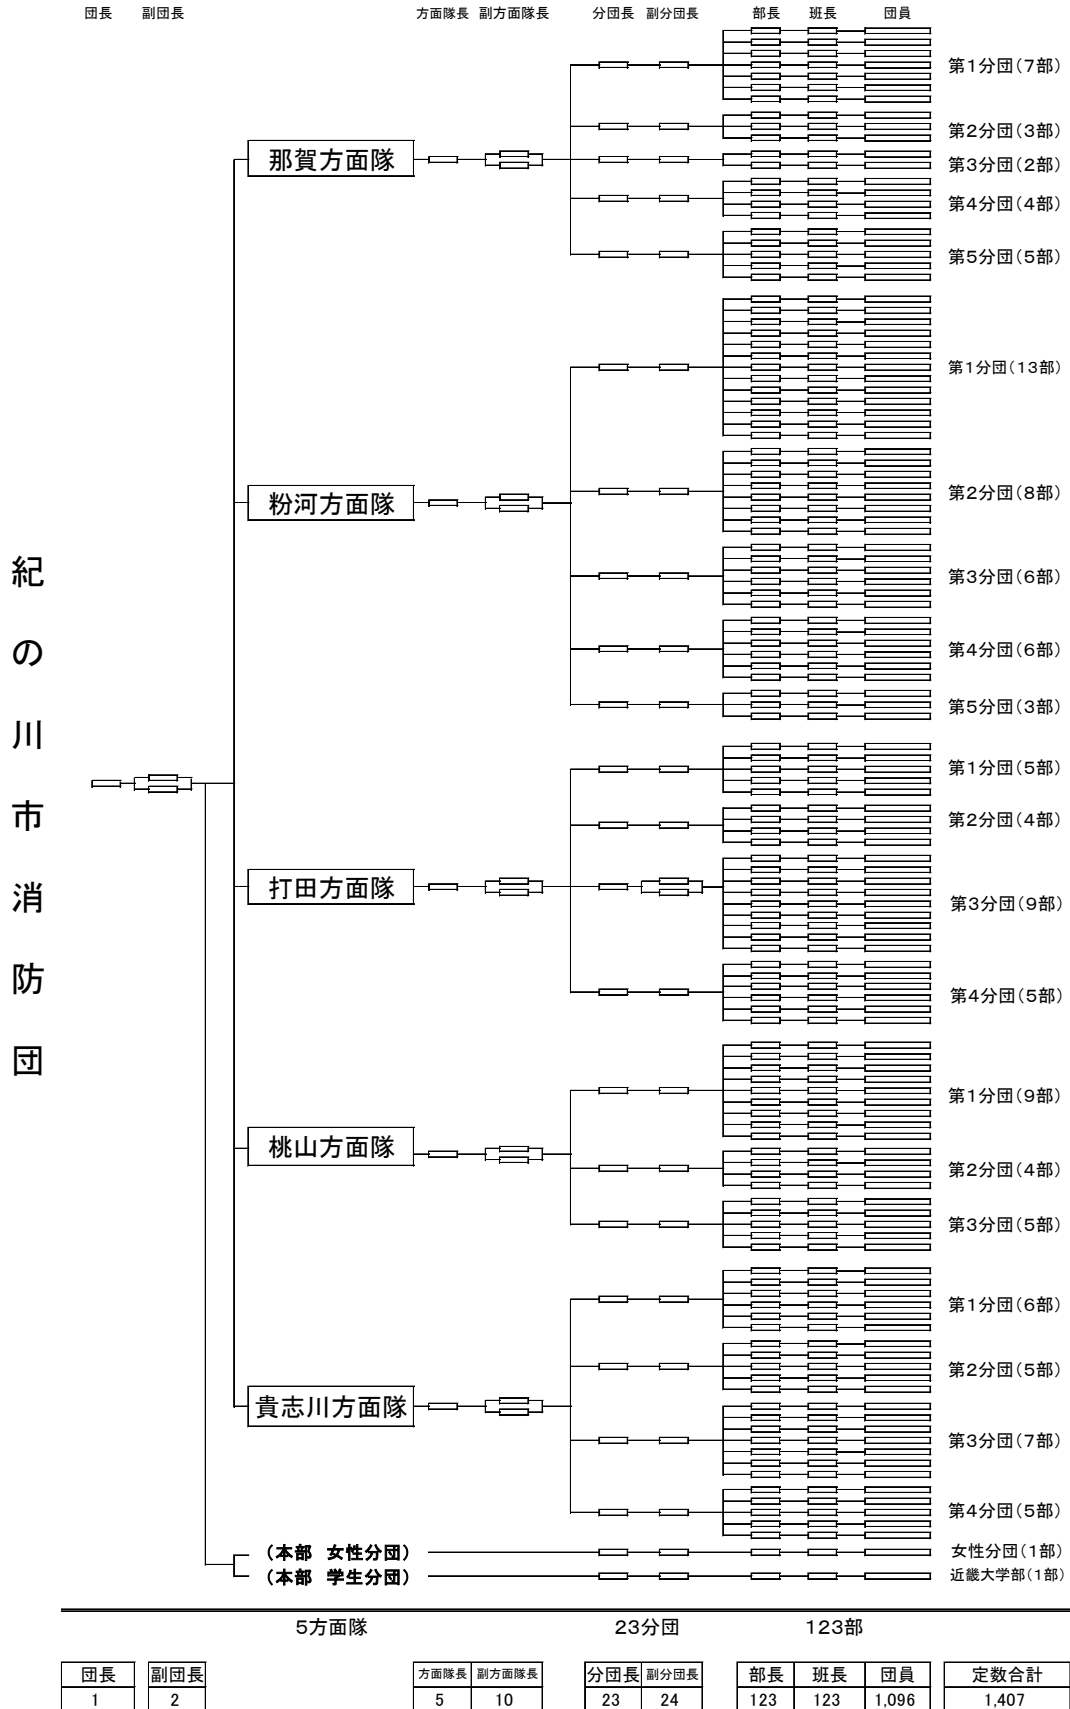 団長 副団長 方面隊長 副方面隊長 分団長 副分団長 部長 班長 団員
紀の川市消防団
那賀方面隊
第1分団(7部)
第2分団(3部)
第3分団(2部)
第4分団(4部)
第5分団(5部)
粉河方面隊
第1分団(13部)
第2分団(8部)
第3分団(6部)
第4分団(6部)
第5分団(3部)
打田方面隊
第1分団(5部)
第2分団(4部)
第3分団(9部)
第4分団(5部)
桃山方面隊
第1分団(9部)
第2分団(4部)
第3分団(5部)
貴志川方面隊
第1分団(6部)
第2分団(5部)
第3分団(7部)
第4分団(5部)
(本部 女性分団) 女性分団(1部)
(本部 学生分団) 近畿大学部(1部)
5方面隊 23分団 123部
団長 副団長 方面隊長 副方面隊長 分団長 副分団長 部長 班長 団員 定数合計
1 2 5 10 23 24 123 123 1,096 1,407